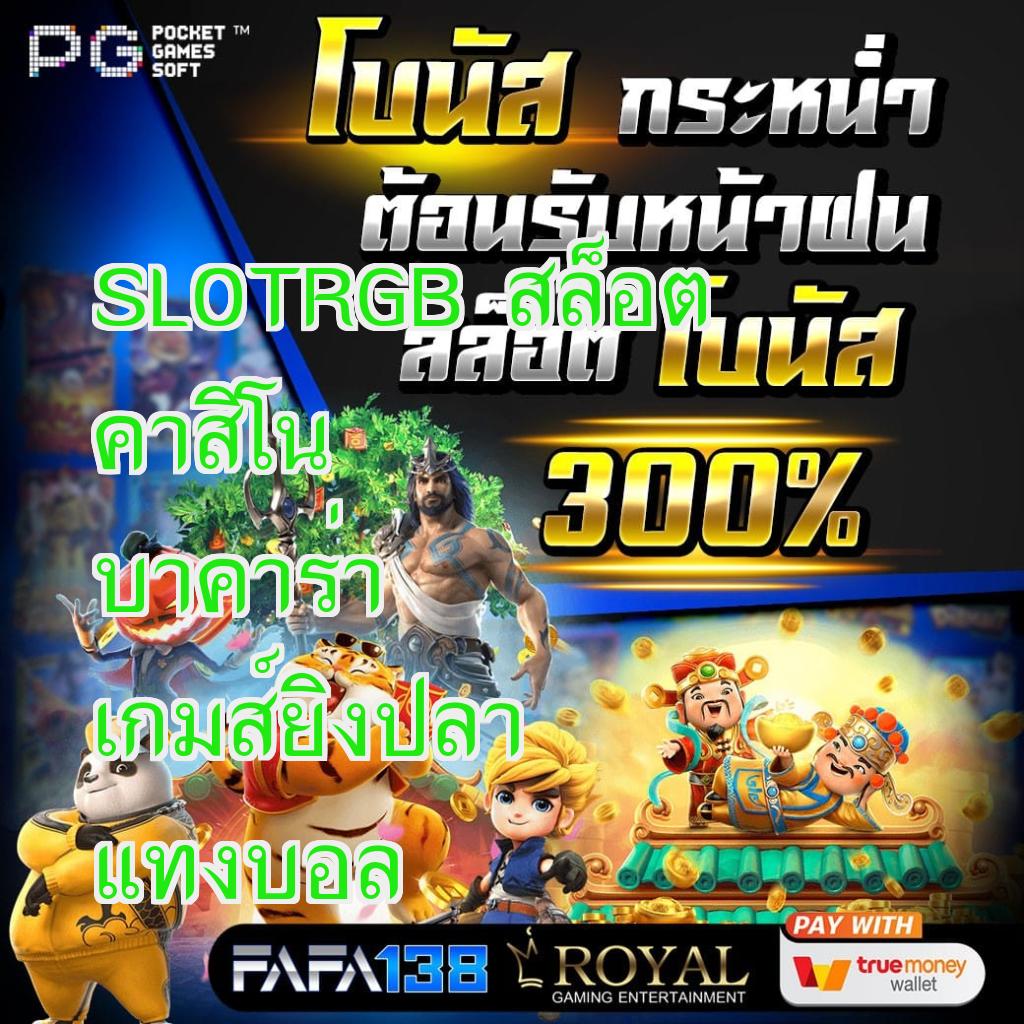 PG POCKET GAMES SOFT™
โบนัส กระหน่ำ
ต้อนรับหน้าฝน
SLOTRGB สล็อต
สล็อต โบนัส
คาสิโน
300%
บาคาร่า
เกมส์ยิงปลา
แทงบอล
FAFA138
ROYAL
GAMING ENTERTAINMENT
PAY WITH
truemoney
wallet